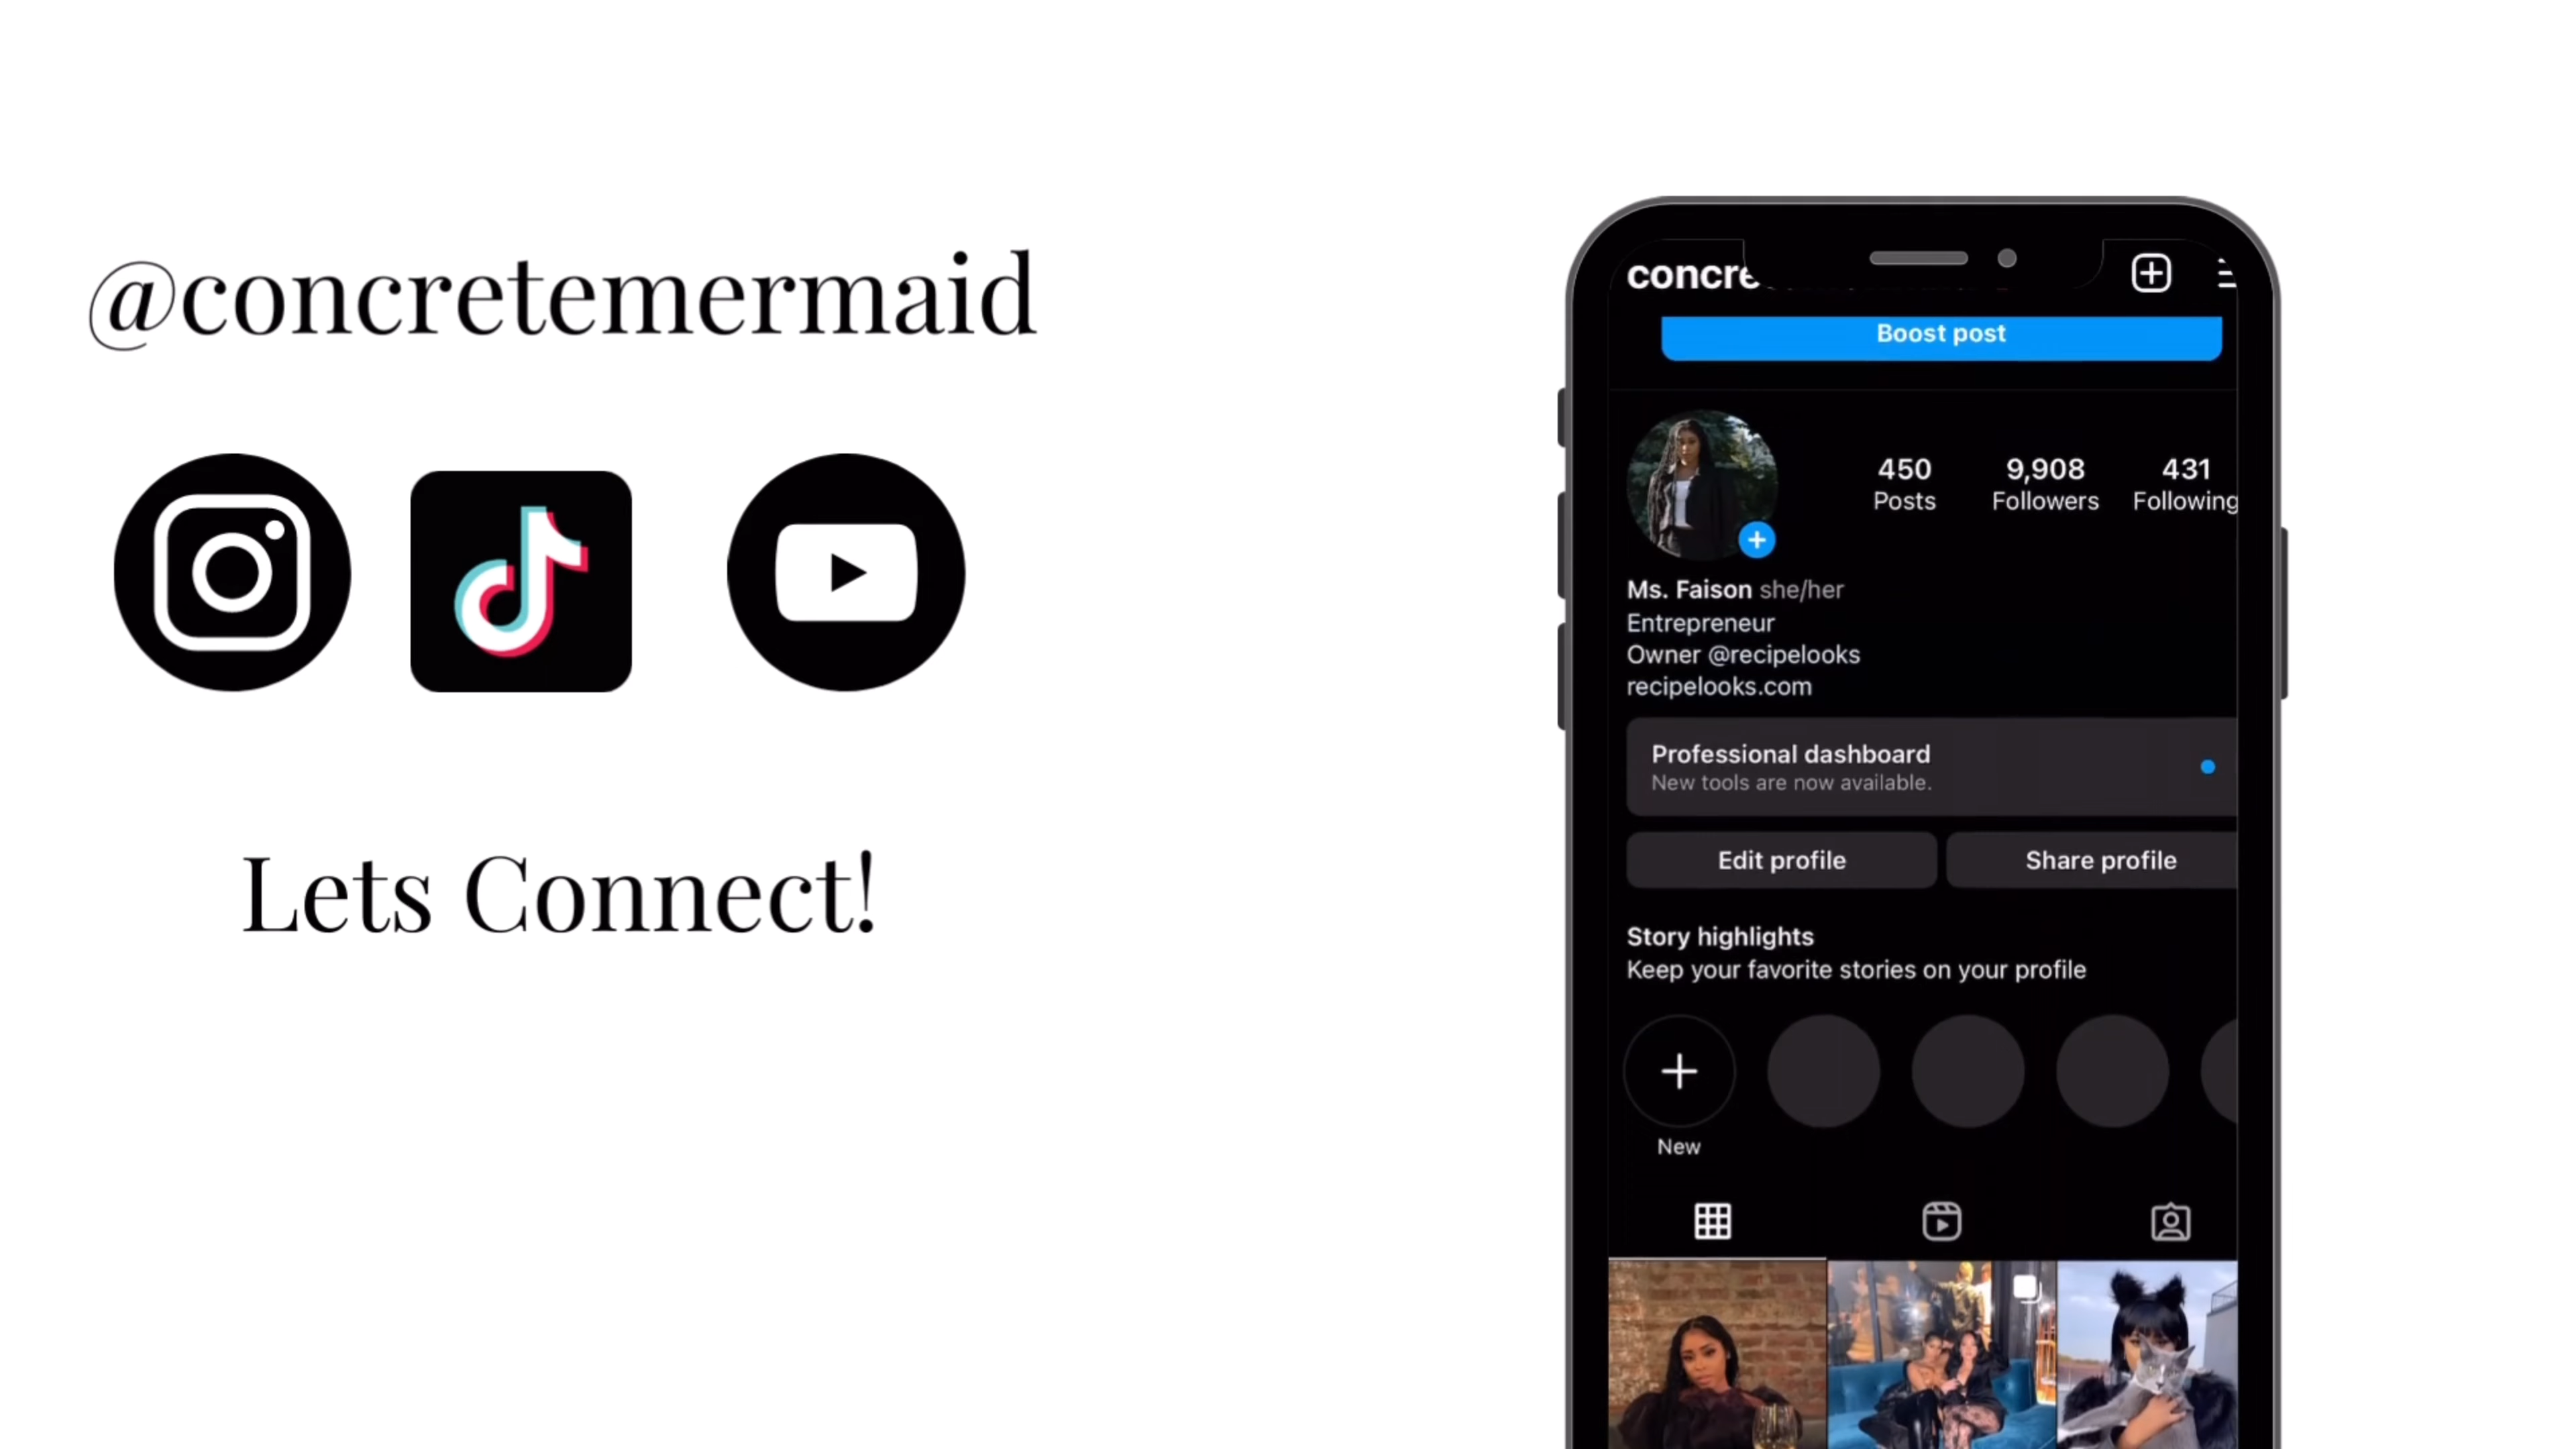 @concretemermaid
Lets Connect!
concre
Boost post
450 9,908 431
Posts Followers Following
Ms. Faison she/her
Entrepreneur
Owner @recipelooks
recipelooks.com
Professional dashboard
New tools are now available.
Edit profile Share profile
Story highlights
Keep your favorite stories on your profile
New